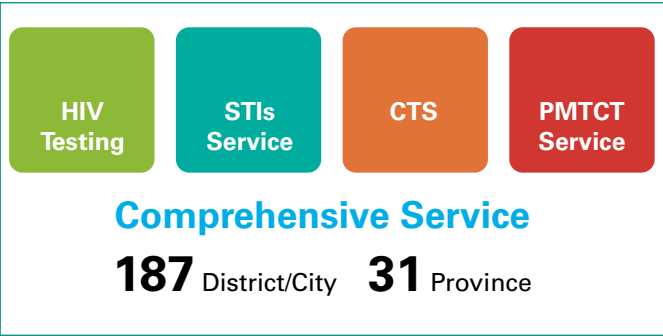 HIV
Testing
STIs
Service
CTS
PMTCT
Service
Comprehensive Service
187 District/City 31 Province